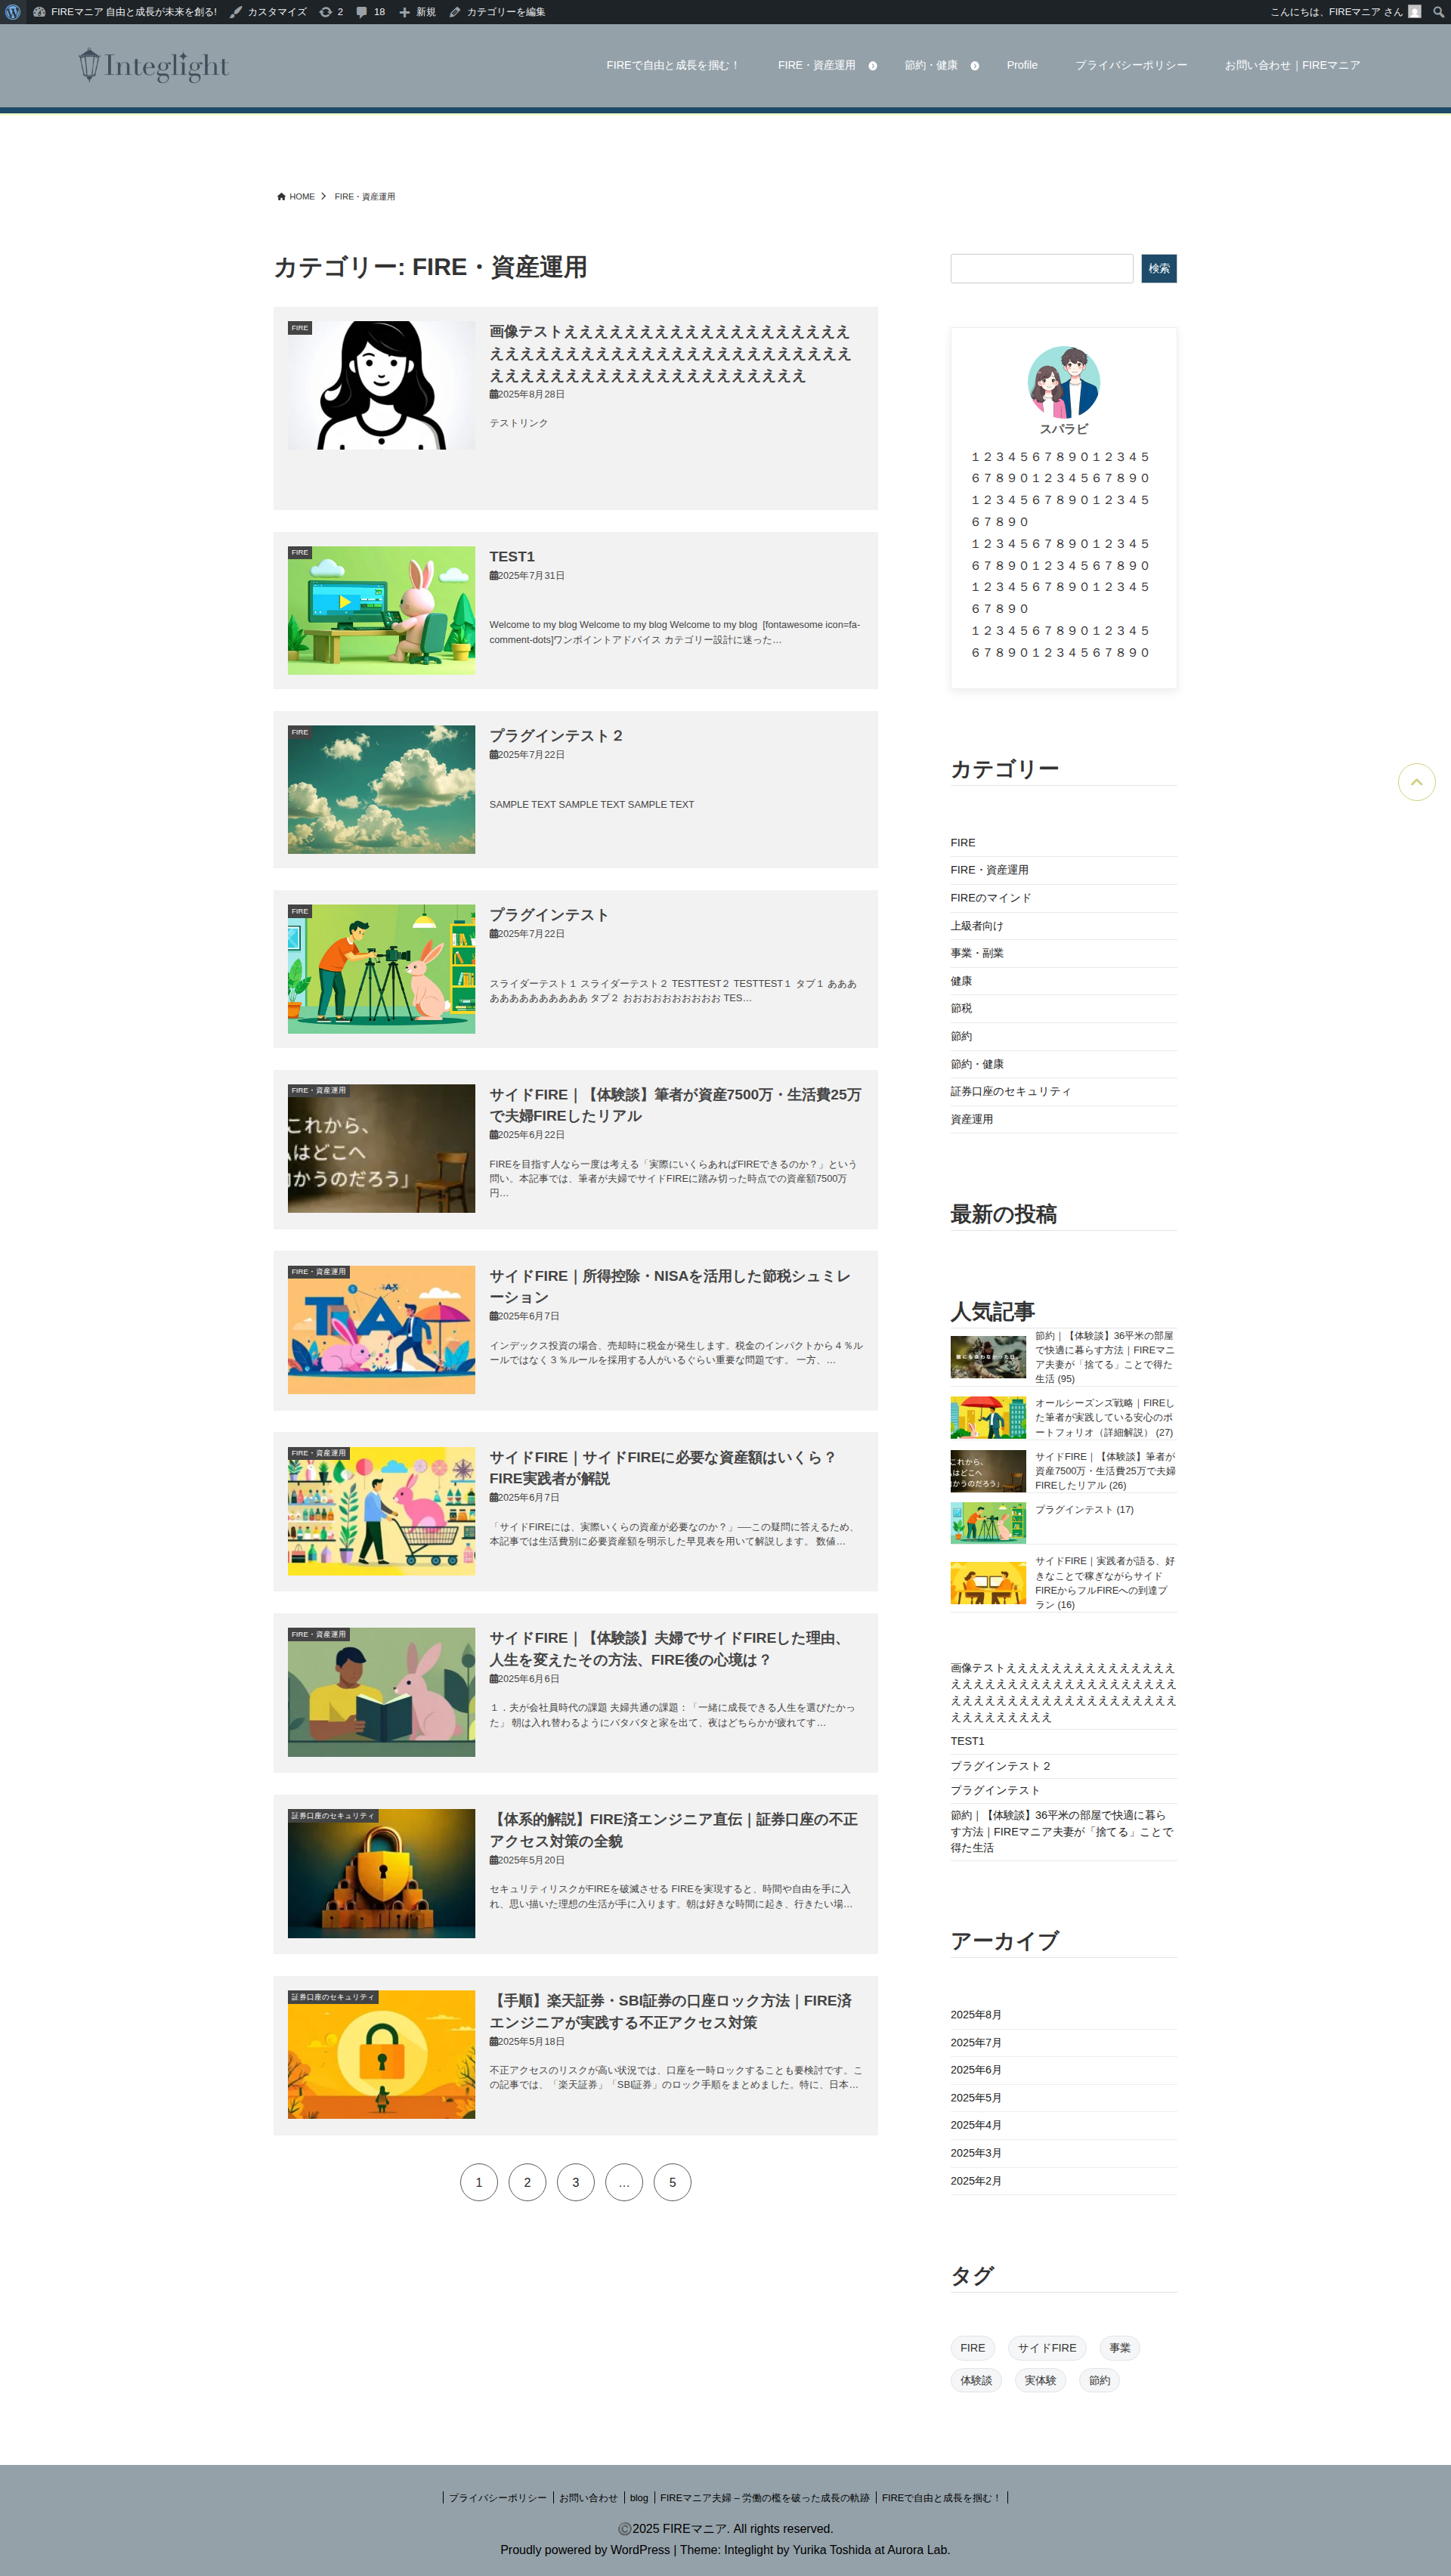 FIREマニア 自由と成長が未来を創る!
カスタマイズ
2
18
新規
カテゴリーを編集
こんにちは、FIREマニア さん
Integlight
FIREで自由と成長を掴む！
FIRE・資産運用
節約・健康
Profile
プライバシーポリシー
お問い合わせ｜FIREマニア
HOME
FIRE・資産運用
カテゴリー: FIRE・資産運用
FIRE
画像テストえええええええええええええええええええ
ええええええええええええええええええええええええ
えええええええええええええええええええええ
2025年8月28日
テストリンク
FIRE
TEST1
2025年7月31日
Welcome to my blog Welcome to my blog Welcome to my blog [fontawesome icon=fa-
comment-dots]ワンポイントアドバイス カテゴリー設計に迷った…
FIRE
プラグインテスト２
2025年7月22日
SAMPLE TEXT SAMPLE TEXT SAMPLE TEXT
FIRE
プラグインテスト
2025年7月22日
スライダーテスト１ スライダーテスト２ TESTTEST２ TESTTEST１ タブ１ あああ
ああああああああああ タブ２ おおおおおおおおおお TES…
FIRE・資産運用
これから、
はどこへ
かうのだろう」
サイドFIRE｜【体験談】筆者が資産7500万・生活費25万
で夫婦FIREしたリアル
2025年6月22日
FIREを目指す人なら一度は考える「実際にいくらあればFIREできるのか？」という
問い。本記事では、筆者が夫婦でサイドFIREに踏み切った時点での資産額7500万
円…
FIRE・資産運用
サイドFIRE｜所得控除・NISAを活用した節税シュミレ
ーション
2025年6月7日
インデックス投資の場合、売却時に税金が発生します。税金のインパクトから４％ル
ールではなく３％ルールを採用する人がいるぐらい重要な問題です。 一方、…
FIRE・資産運用
サイドFIRE｜サイドFIREに必要な資産額はいくら？
FIRE実践者が解説
2025年6月7日
「サイドFIREには、実際いくらの資産が必要なのか？」──この疑問に答えるため、
本記事では生活費別に必要資産額を明示した早見表を用いて解説します。 数値…
FIRE・資産運用
サイドFIRE｜【体験談】夫婦でサイドFIREした理由、
人生を変えたその方法、FIRE後の心境は？
2025年6月6日
１．夫が会社員時代の課題 夫婦共通の課題：「一緒に成長できる人生を選びたかっ
た」 朝は入れ替わるようにバタバタと家を出て、夜はどちらかが疲れてす…
証券口座のセキュリティ
【体系的解説】FIRE済エンジニア直伝｜証券口座の不正
アクセス対策の全貌
2025年5月20日
セキュリティリスクがFIREを破滅させる FIREを実現すると、時間や自由を手に入
れ、思い描いた理想の生活が手に入ります。朝は好きな時間に起き、行きたい場…
証券口座のセキュリティ
【手順】楽天証券・SBI証券の口座ロック方法｜FIRE済
エンジニアが実践する不正アクセス対策
2025年5月18日
不正アクセスのリスクが高い状況では、口座を一時ロックすることも要検討です。こ
の記事では、「楽天証券」「SBI証券」のロック手順をまとめました。特に、日本…
1
2
3
…
5
検索
スパラビ
１２３４５６７８９０１２３４５
６７８９０１２３４５６７８９０
１２３４５６７８９０１２３４５
６７８９０
１２３４５６７８９０１２３４５
６７８９０１２３４５６７８９０
１２３４５６７８９０１２３４５
６７８９０
１２３４５６７８９０１２３４５
６７８９０１２３４５６７８９０
カテゴリー
FIRE
FIRE・資産運用
FIREのマインド
上級者向け
事業・副業
健康
節税
節約
節約・健康
証券口座のセキュリティ
資産運用
最新の投稿
人気記事
節約｜【体験談】36平米の部屋
で快適に暮らす方法｜FIREマニ
ア夫妻が「捨てる」ことで得た
生活 (95)
オールシーズンズ戦略｜FIREし
た筆者が実践している安心のポ
ートフォリオ（詳細解説） (27)
サイドFIRE｜【体験談】筆者が
資産7500万・生活費25万で夫婦
FIREしたリアル (26)
プラグインテスト (17)
サイドFIRE｜実践者が語る、好
きなことで稼ぎながらサイド
FIREからフルFIREへの到達プ
ラン (16)
画像テストえええええええええええええええ
ええええええええええええええええええええ
ええええええええええええええええええええ
えええええええええ
TEST1
プラグインテスト２
プラグインテスト
節約｜【体験談】36平米の部屋で快適に暮ら
す方法｜FIREマニア夫妻が「捨てる」ことで
得た生活
アーカイブ
2025年8月
2025年7月
2025年6月
2025年5月
2025年4月
2025年3月
2025年2月
タグ
FIRE
サイドFIRE
事業
体験談
実体験
節約
プライバシーポリシー
お問い合わせ
blog
FIREマニア夫婦 – 労働の檻を破った成長の軌跡
FIREで自由と成長を掴む！
©2025 FIREマニア. All rights reserved.
Proudly powered by WordPress | Theme: Integlight by Yurika Toshida at Aurora Lab.